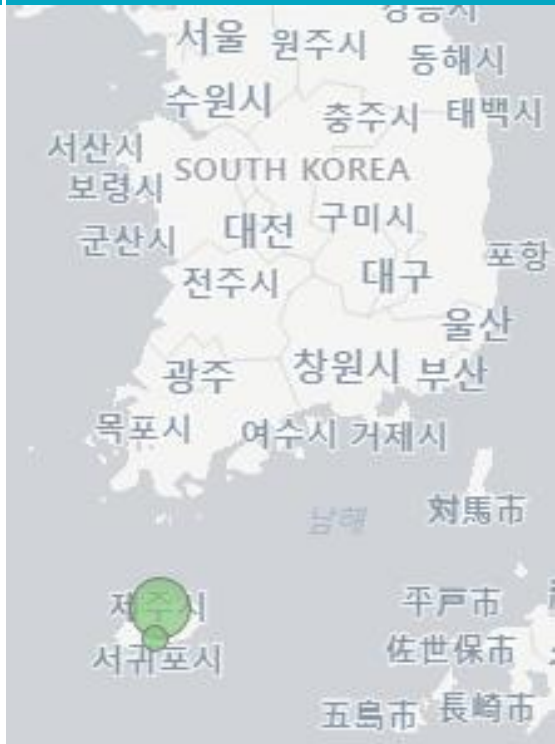 강릉시
서울 원주시
동해시
수원시 충주시 태백시
서산시
SOUTH KOREA
보령시
대전 구미시
군산시
포항
전주시 대구
울산
광주 창원시 부산
목포시 여수시 거제시
対馬市
남해
제주시
平戸市
서귀포시 佐世保市
五島市 長崎市